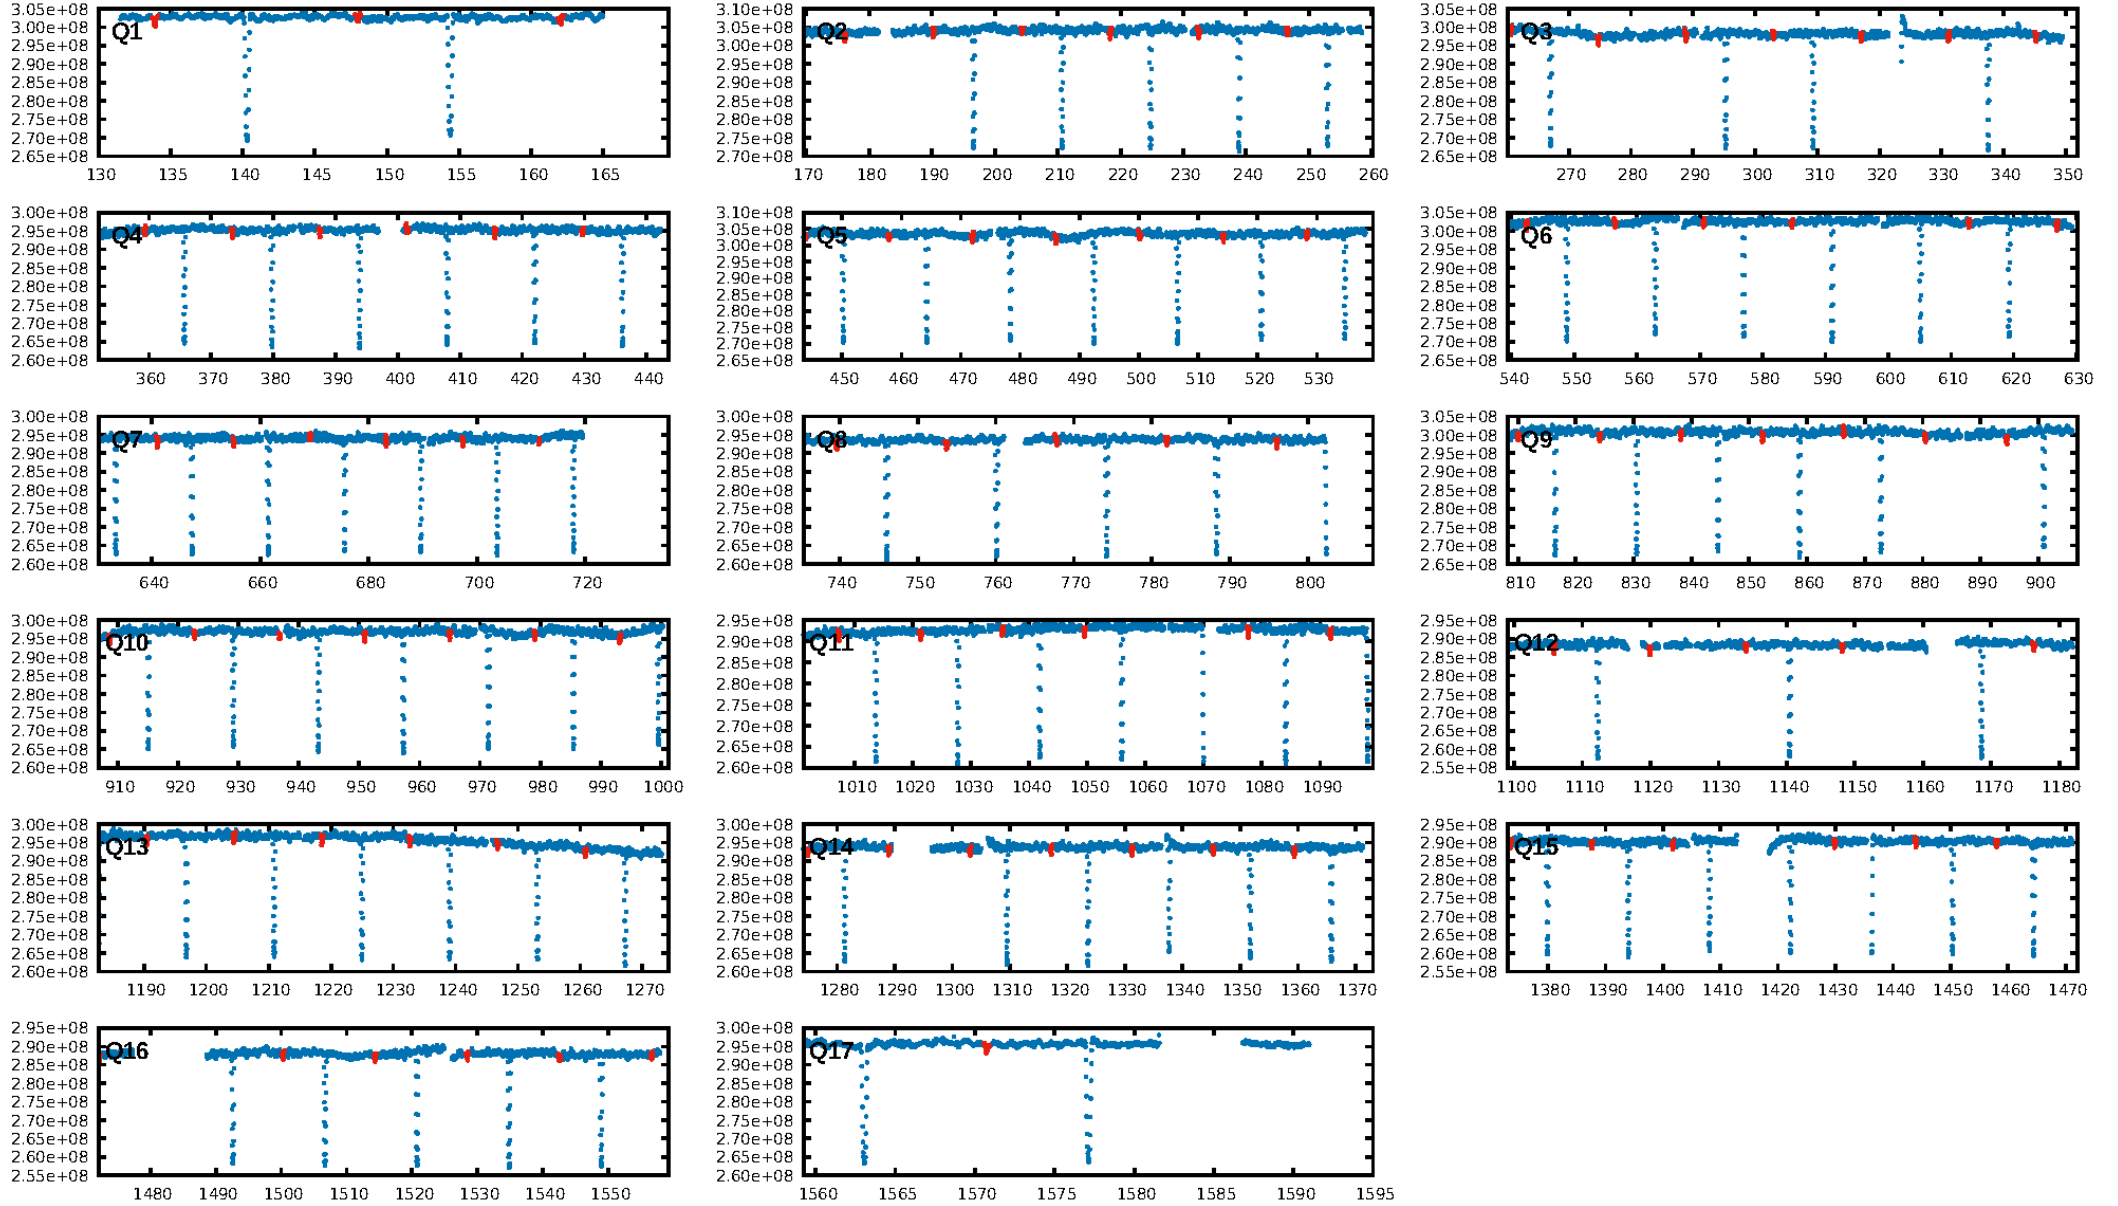 3.05e+08 3.00e+08 2.95e+08 2.90e+08 2.85e+08 2.80e+08 2.75e+08 2.70e+08 2.65e+08
Q1
130 135 140 145 150 155 160 165
3.10e+08 3.05e+08 3.00e+08 2.95e+08 2.90e+08 2.85e+08 2.80e+08 2.75e+08 2.70e+08
Q2
170 180 190 200 210 220 230 240 250 260
3.05e+08 3.00e+08 2.95e+08 2.90e+08 2.85e+08 2.80e+08 2.75e+08 2.70e+08 2.65e+08
Q3
270 280 290 300 310 320 330 340 350
3.00e+08 2.95e+08 2.90e+08 2.85e+08 2.80e+08 2.75e+08 2.70e+08 2.65e+08 2.60e+08
Q4
360 370 380 390 400 410 420 430 440
3.10e+08 3.05e+08 3.00e+08 2.95e+08 2.90e+08 2.85e+08 2.80e+08 2.75e+08 2.70e+08 2.65e+08
Q5
450 460 470 480 490 500 510 520 530
3.05e+08 3.00e+08 2.95e+08 2.90e+08 2.85e+08 2.80e+08 2.75e+08 2.70e+08 2.65e+08
Q6
540 550 560 570 580 590 600 610 620 630
3.00e+08 2.95e+08 2.90e+08 2.85e+08 2.80e+08 2.75e+08 2.70e+08 2.65e+08 2.60e+08
Q7
640 660 680 700 720
3.00e+08 2.95e+08 2.90e+08 2.85e+08 2.80e+08 2.75e+08 2.70e+08 2.65e+08 2.60e+08
Q8
740 750 760 770 780 790 800
3.05e+08 3.00e+08 2.95e+08 2.90e+08 2.85e+08 2.80e+08 2.75e+08 2.70e+08 2.65e+08
Q9
810 820 830 840 850 860 870 880 890 900
3.00e+08 2.95e+08 2.90e+08 2.85e+08 2.80e+08 2.75e+08 2.70e+08 2.65e+08 2.60e+08
Q10
910 920 930 940 950 960 970 980 990 1000
2.95e+08 2.90e+08 2.85e+08 2.80e+08 2.75e+08 2.70e+08 2.65e+08 2.60e+08
Q11
1010 1020 1030 1040 1050 1060 1070 1080 1090
2.95e+08 2.90e+08 2.85e+08 2.80e+08 2.75e+08 2.70e+08 2.65e+08 2.60e+08 2.55e+08
Q12
1100 1110 1120 1130 1140 1150 1160 1170 1180
3.00e+08 2.95e+08 2.90e+08 2.85e+08 2.80e+08 2.75e+08 2.70e+08 2.65e+08 2.60e+08
Q13
1190 1200 1210 1220 1230 1240 1250 1260 1270
3.00e+08 2.95e+08 2.90e+08 2.85e+08 2.80e+08 2.75e+08 2.70e+08 2.65e+08 2.60e+08
Q14
1280 1290 1300 1310 1320 1330 1340 1350 1360 1370
2.95e+08 2.90e+08 2.85e+08 2.80e+08 2.75e+08 2.70e+08 2.65e+08 2.60e+08 2.55e+08
Q15
1380 1390 1400 1410 1420 1430 1440 1450 1460 1470
2.95e+08 2.90e+08 2.85e+08 2.80e+08 2.75e+08 2.70e+08 2.65e+08 2.60e+08 2.55e+08
Q16
1480 1490 1500 1510 1520 1530 1540 1550
3.00e+08 2.95e+08 2.90e+08 2.85e+08 2.80e+08 2.75e+08 2.70e+08 2.65e+08 2.60e+08
Q17
1560 1565 1570 1575 1580 1585 1590 1595